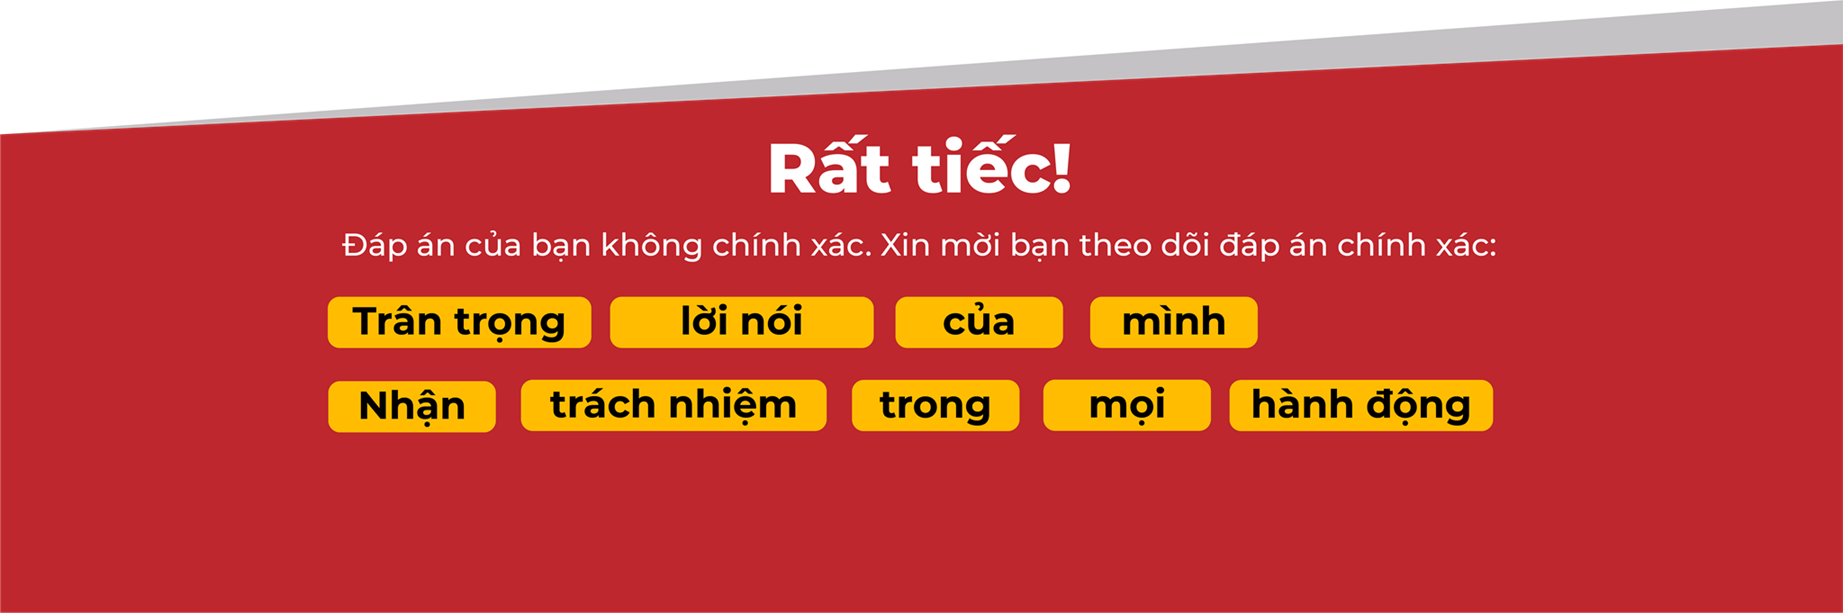 Rất tiếc!
Đáp án của bạn không chính xác. Xin mời bạn theo dõi đáp án chính xác:
Trân trọng lời nói của mình
Nhận trách nhiệm trong mọi hành động